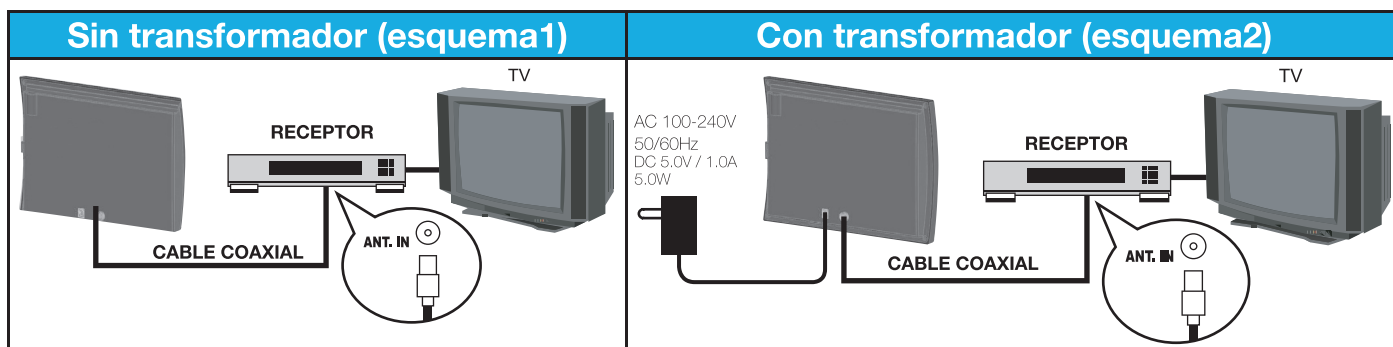 Sin transformador (esquema1)
TV
RECEPTOR
ANT. IN
CABLE COAXIAL
Con transformador (esquema2)
TV
AC 100-240V
50/60Hz
DC 5.0V / 1.0A
5.0W
RECEPTOR
ANT. IN
CABLE COAXIAL